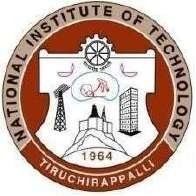 NATIONAL INSTITUTE OF TECHNOLOGY
1964
TIRUCHIRAPPALLI